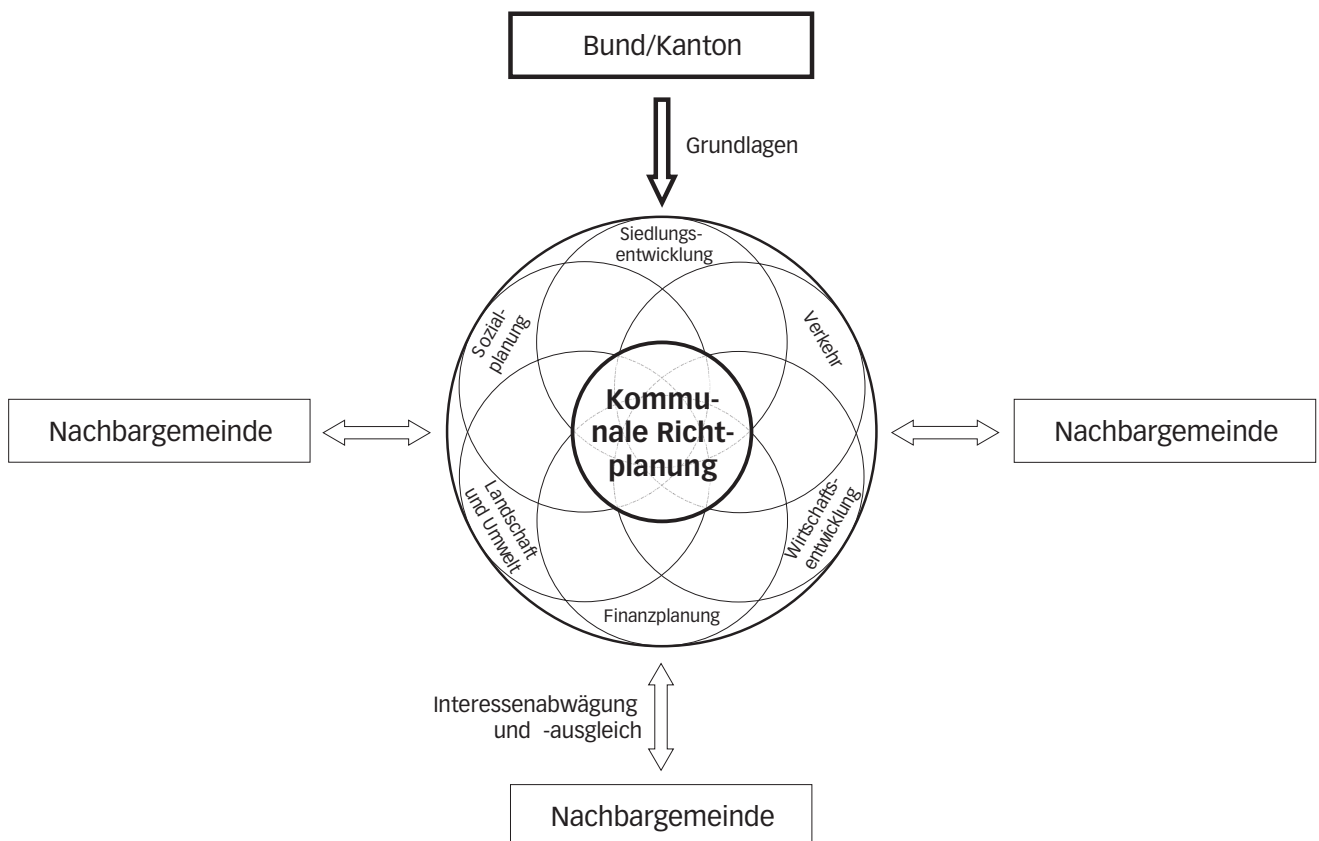 Bund/Kanton
Grundlagen
Siedlungs-
entwicklung
Sozial-
planung
Verkehr
Nachbargemeinde
Kommu-
nale Richt-
planung
Nachbargemeinde
Landschaft
und Umwelt
Wirtschafts-
entwicklung
Finanzplanung
Interessenabwägung
und -ausgleich
Nachbargemeinde